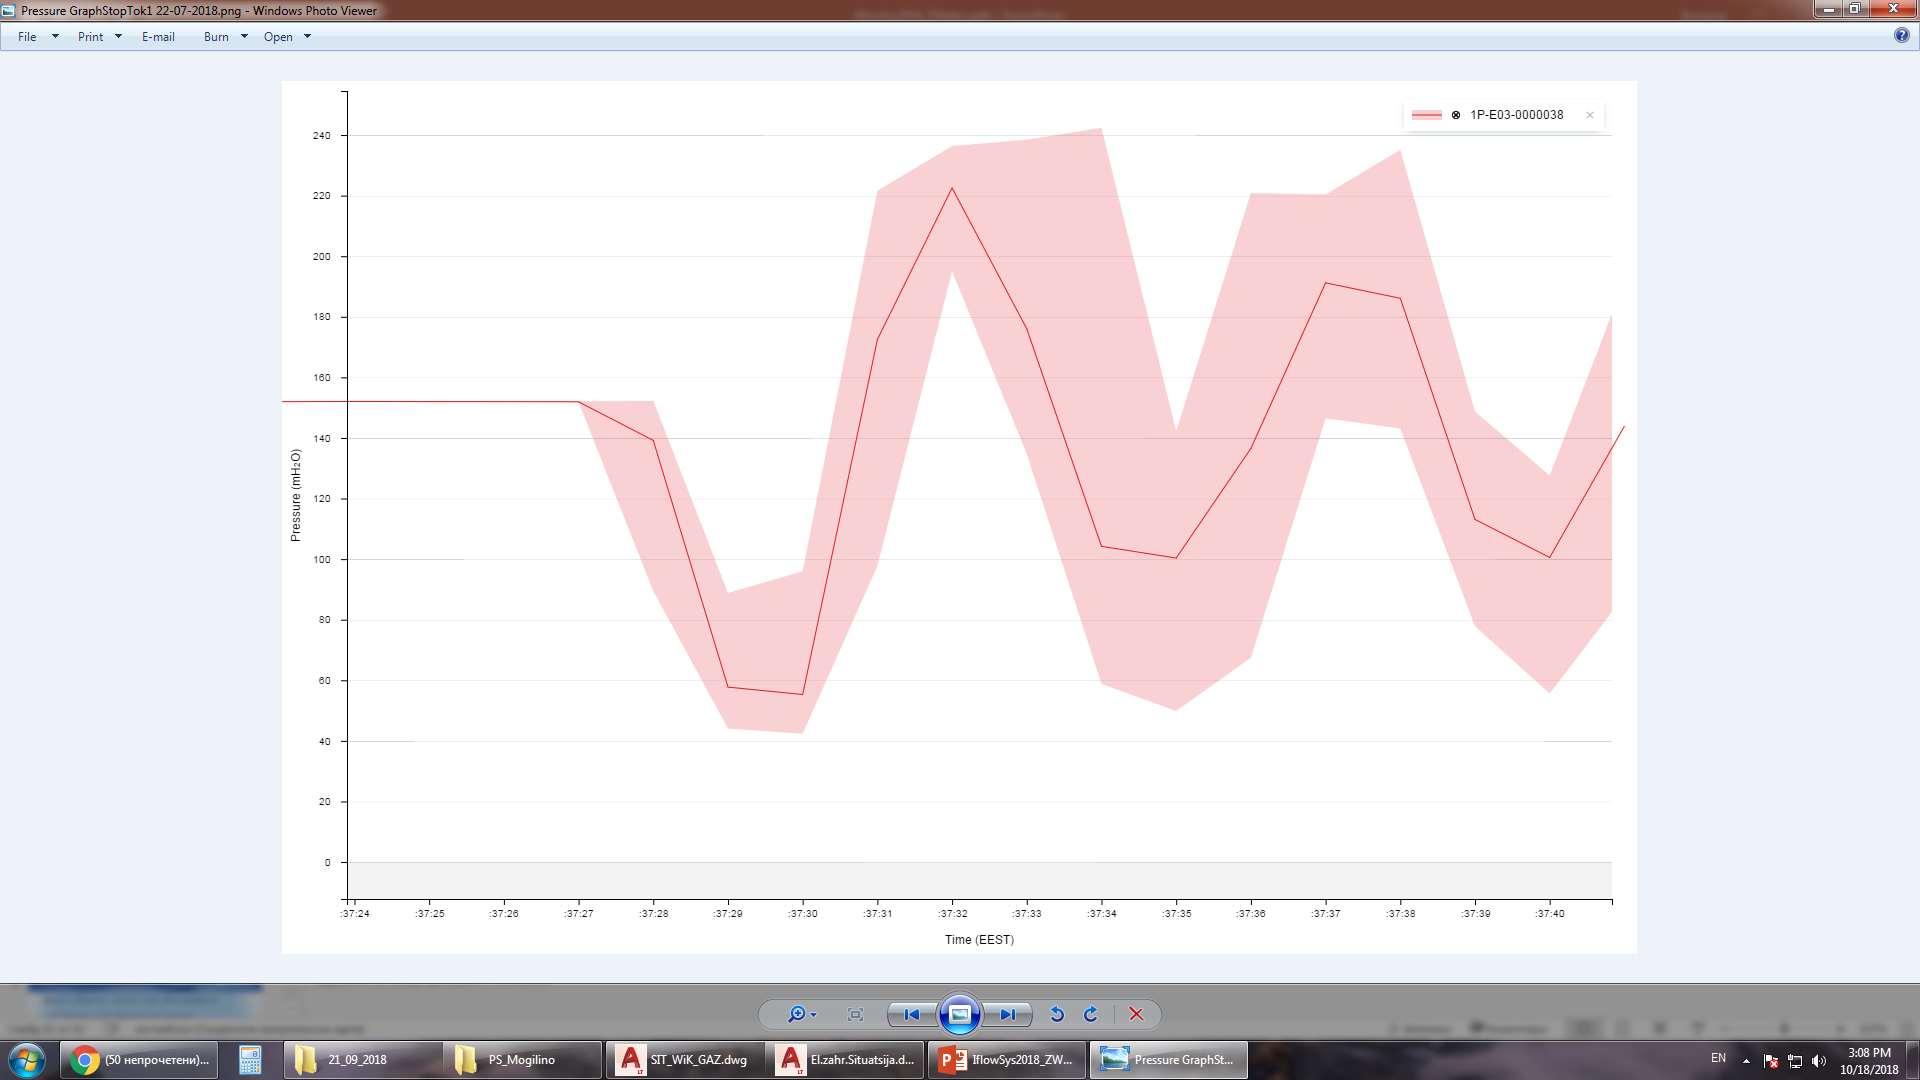 Pressure GraphStopTok1 22-07-2018.png - Windows Photo Viewer
File Print E-mail Burn Open
1P-E03-0000038
240
220
200
180
160
140
120
100
80
60
40
20
0
Pressure (mH₂O)
:37:24 :37:25 :37:26 :37:27 :37:28 :37:29 :37:30 :37:31 :37:32 :37:33 :37:34 :37:35 :37:36 :37:37 :37:38 :37:39 :37:40
Time (EEST)
(50 непрочетени)... 21_09_2018 PS_Mogilino SIT_WiK_GAZ.dwg El.zahr.Situatsija.d... IflowSys2018_ZW... Pressure GraphSt... EN 3:08 PM
10/18/2018